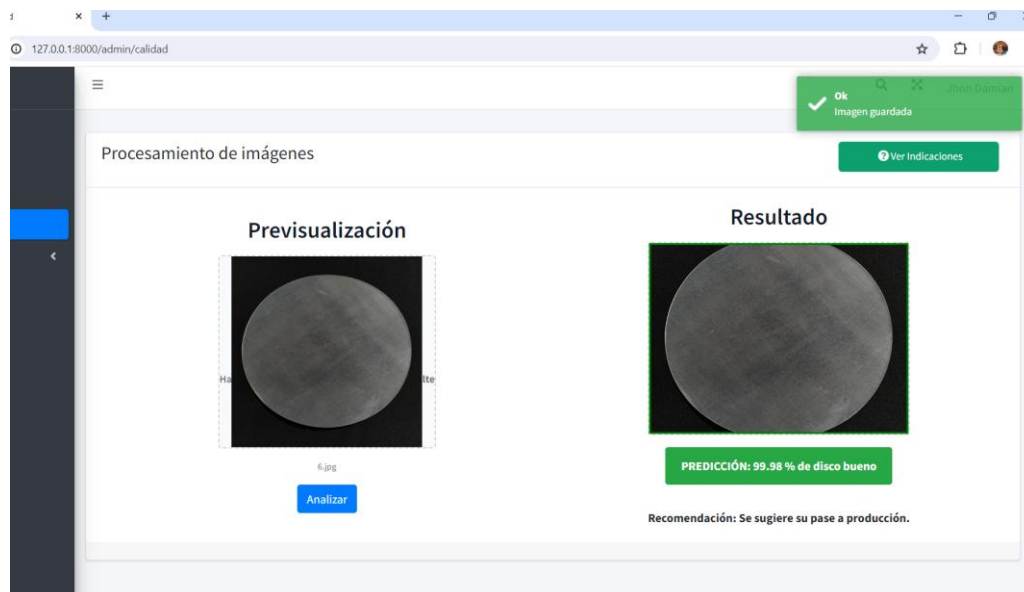 127.0.0.1:8000/admin/calidad
Jhon Damian
Ok
Imagen guardada
Procesamiento de imágenes
Ver Indicaciones
Previsualización
Resultado
6.jpg
Analizar
PREDICCIÓN: 99.98 % de disco bueno
Recomendación: Se sugiere su pase a producción.